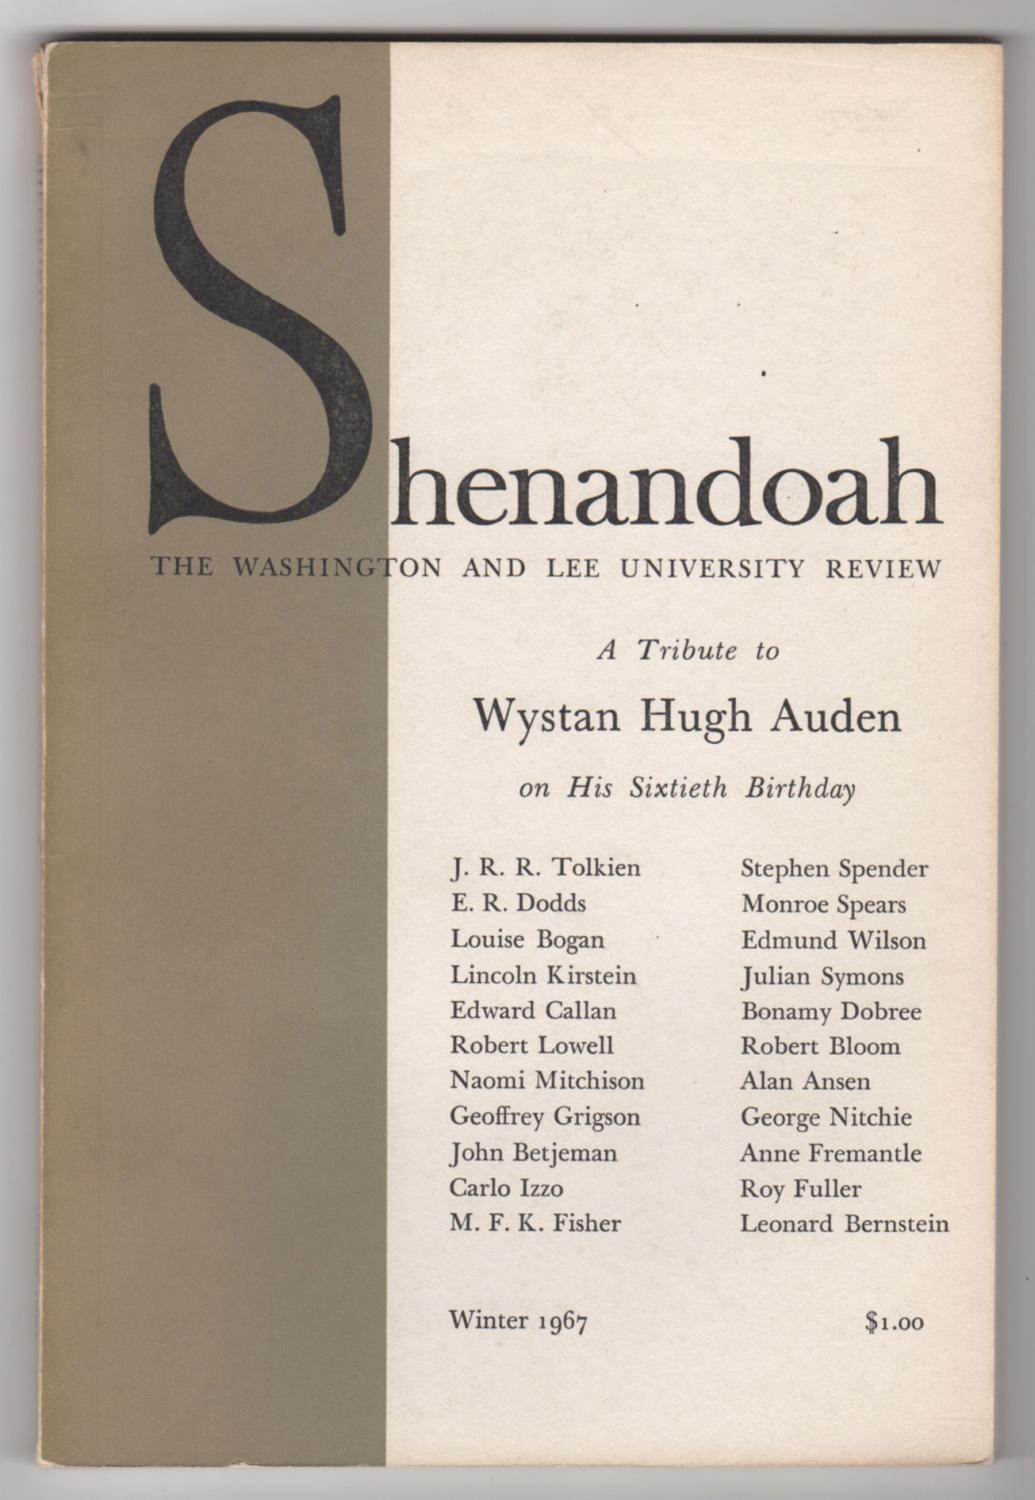 Shenandoah
THE WASHINGTON AND LEE UNIVERSITY REVIEW
A Tribute to
Wystan Hugh Auden
on His Sixtieth Birthday
J. R. R. Tolkien
E. R. Dodds
Louise Bogan
Lincoln Kirstein
Edward Callan
Robert Lowell
Naomi Mitchison
Geoffrey Grigson
John Betjeman
Carlo Izzo
M. F. K. Fisher
Stephen Spender
Monroe Spears
Edmund Wilson
Julian Symons
Bonamy Dobree
Robert Bloom
Alan Ansen
George Nitchie
Anne Fremantle
Roy Fuller
Leonard Bernstein
Winter 1967
$1.00